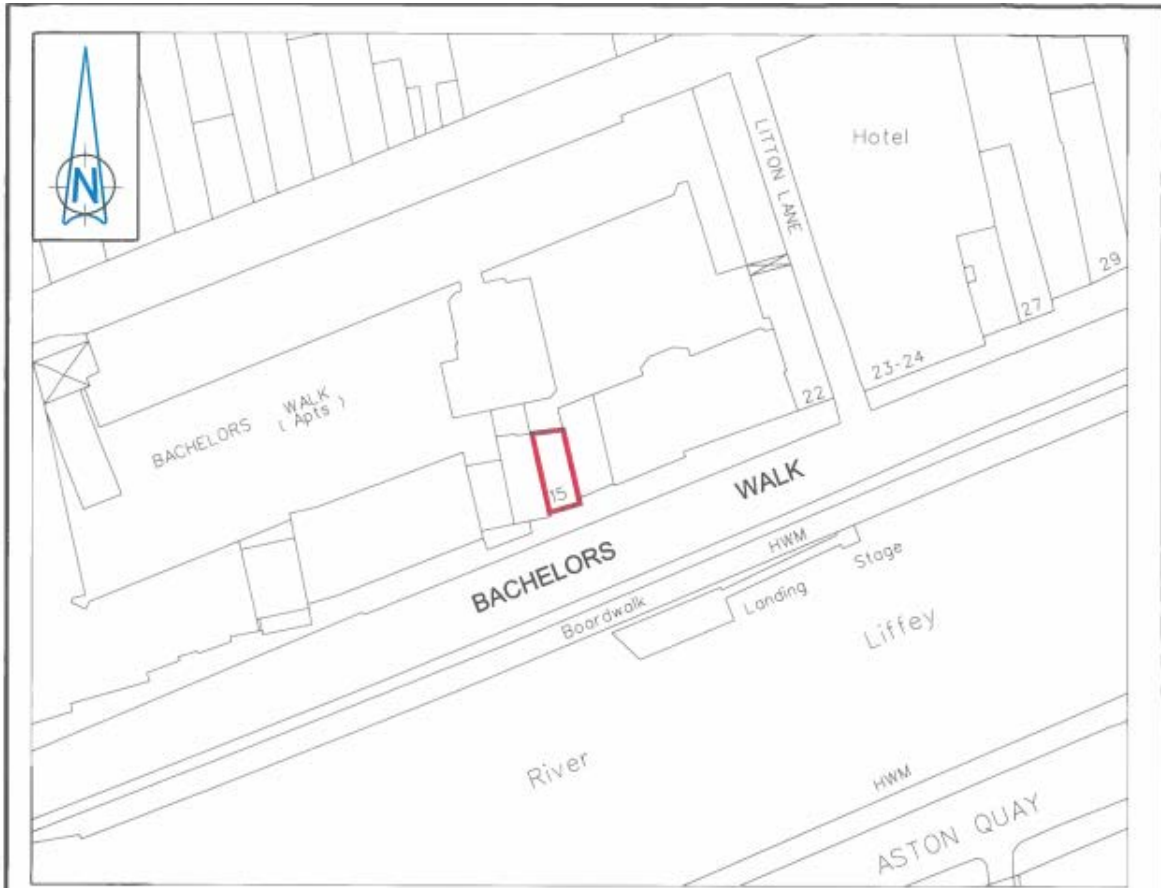 N
LITTON LANE
Hotel
29
27
23-24
22
BACHELORS WALK
( Apts )
15
BACHELORS WALK
HWM
Boardwalk
Landing Stage
River Liffey
HWM
ASTON QUAY